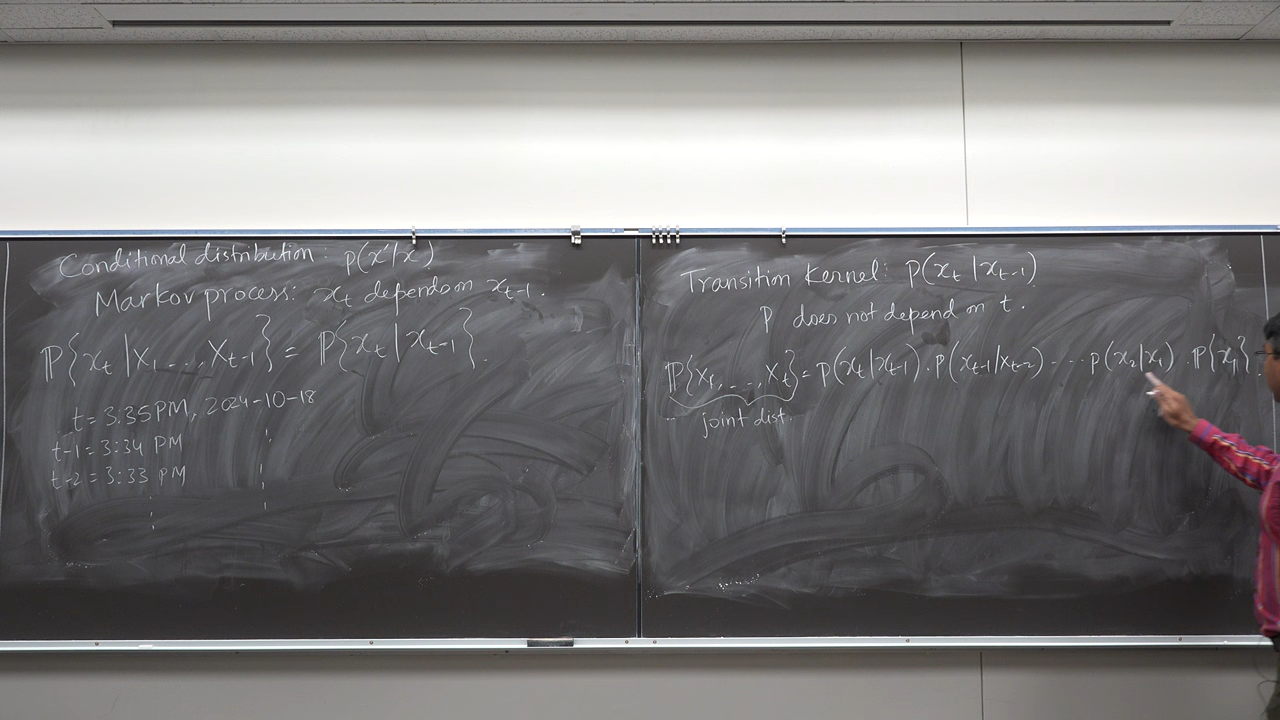 Conditional distribution: p(x'|x)
Markov process: x_t depends on x_{t-1}.
ℙ{x_t | x_1 ..., x_{t-1}} = ℙ{x_t | x_{t-1}}.
t = 3:35 PM, 2024-10-18
t-1 = 3:34 PM
t-2 = 3:33 PM
Transition Kernel: p(x_t | x_{t-1})
p does not depend on t.
ℙ{x_1, ..., x_t} = p(x_t|x_{t-1}) . p(x_{t-1}|x_{t-2}) .... p(x_2|x_1) . ℙ{x_1}.
joint dist.